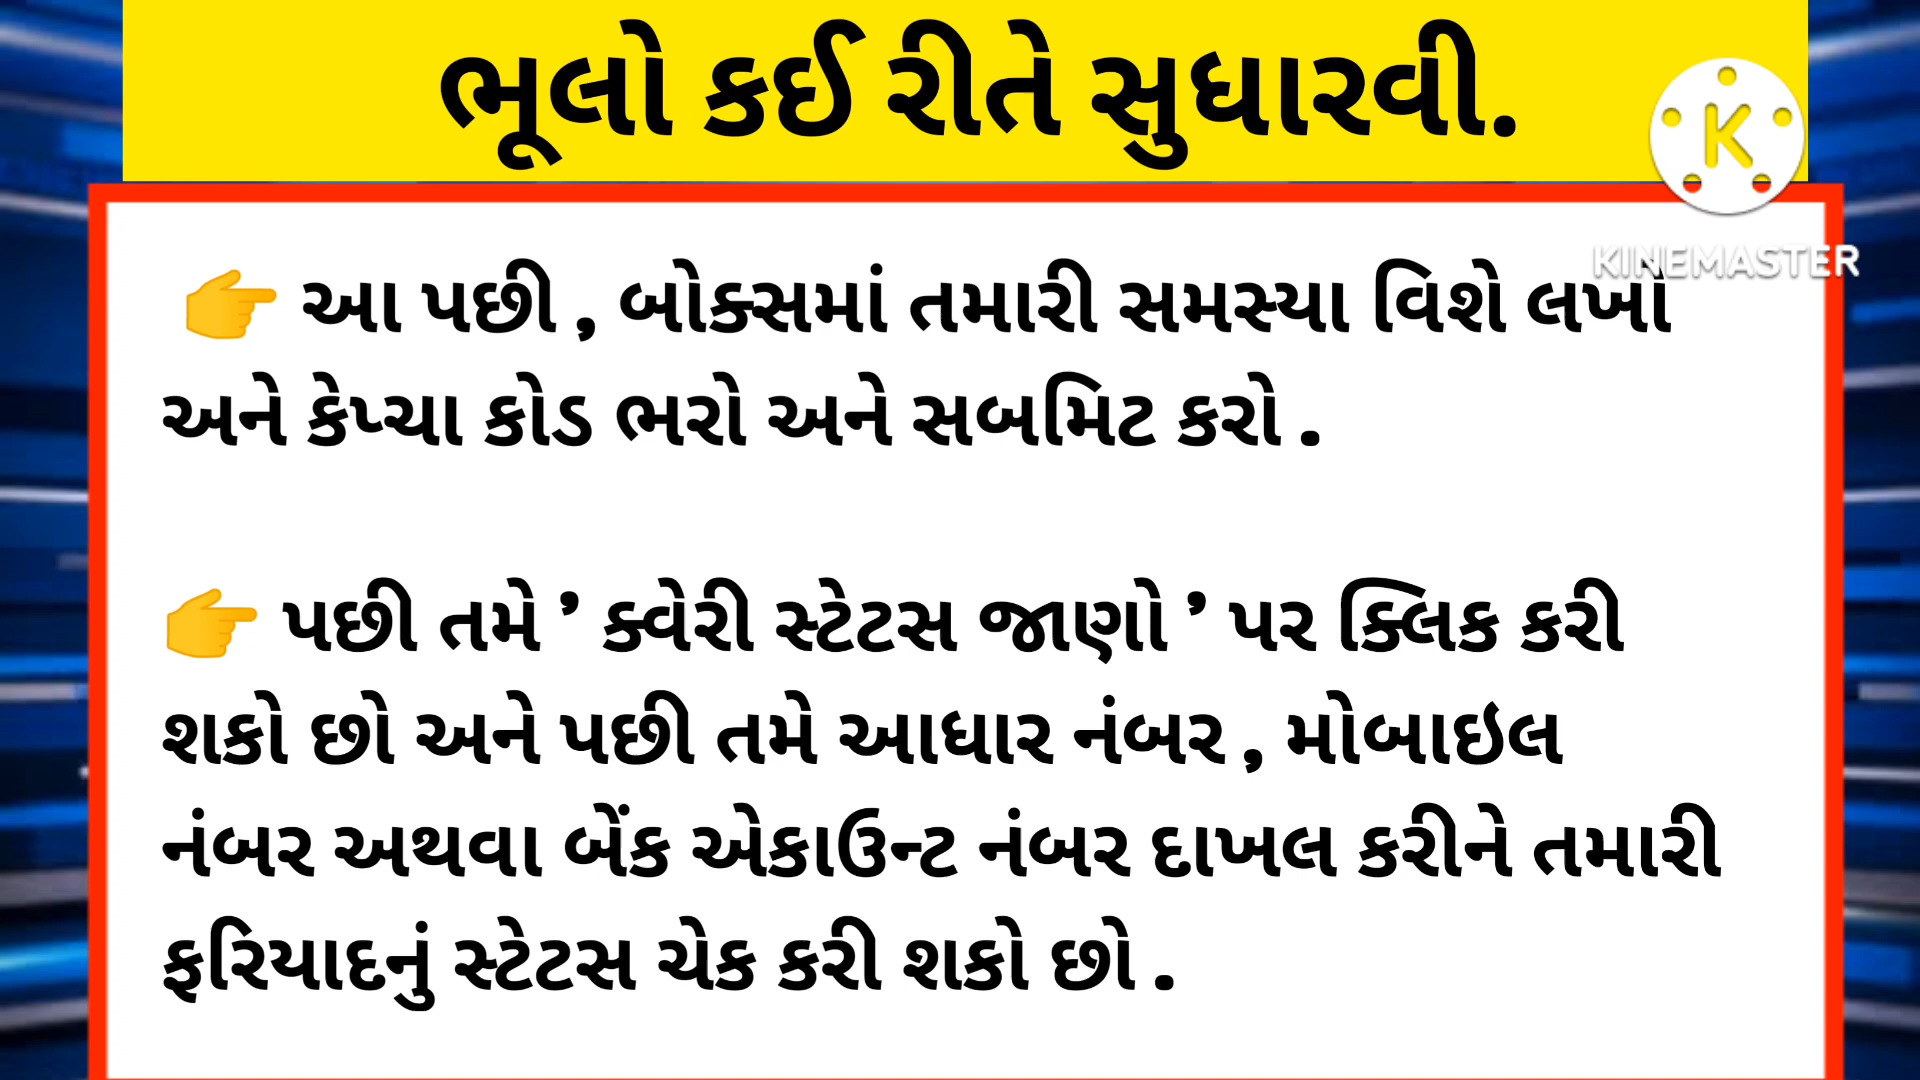 ભૂલો કઈ રીતે સુધારવી.
K
KINEMASTER
👉 આ પછી , બોક્સમાં તમારી સમસ્યા વિશે લખો
અને કેપ્ચા કોડ ભરો અને સબમિટ કરો .
👉 પછી તમે ’ ક્વેરી સ્ટેટસ જાણો ’ પર ક્લિક કરી
શકો છો અને પછી તમે આધાર નંબર , મોબાઇલ
નંબર અથવા બેંક એકાઉન્ટ નંબર દાખલ કરીને તમારી
ફરિયાદનું સ્ટેટસ ચેક કરી શકો છો .